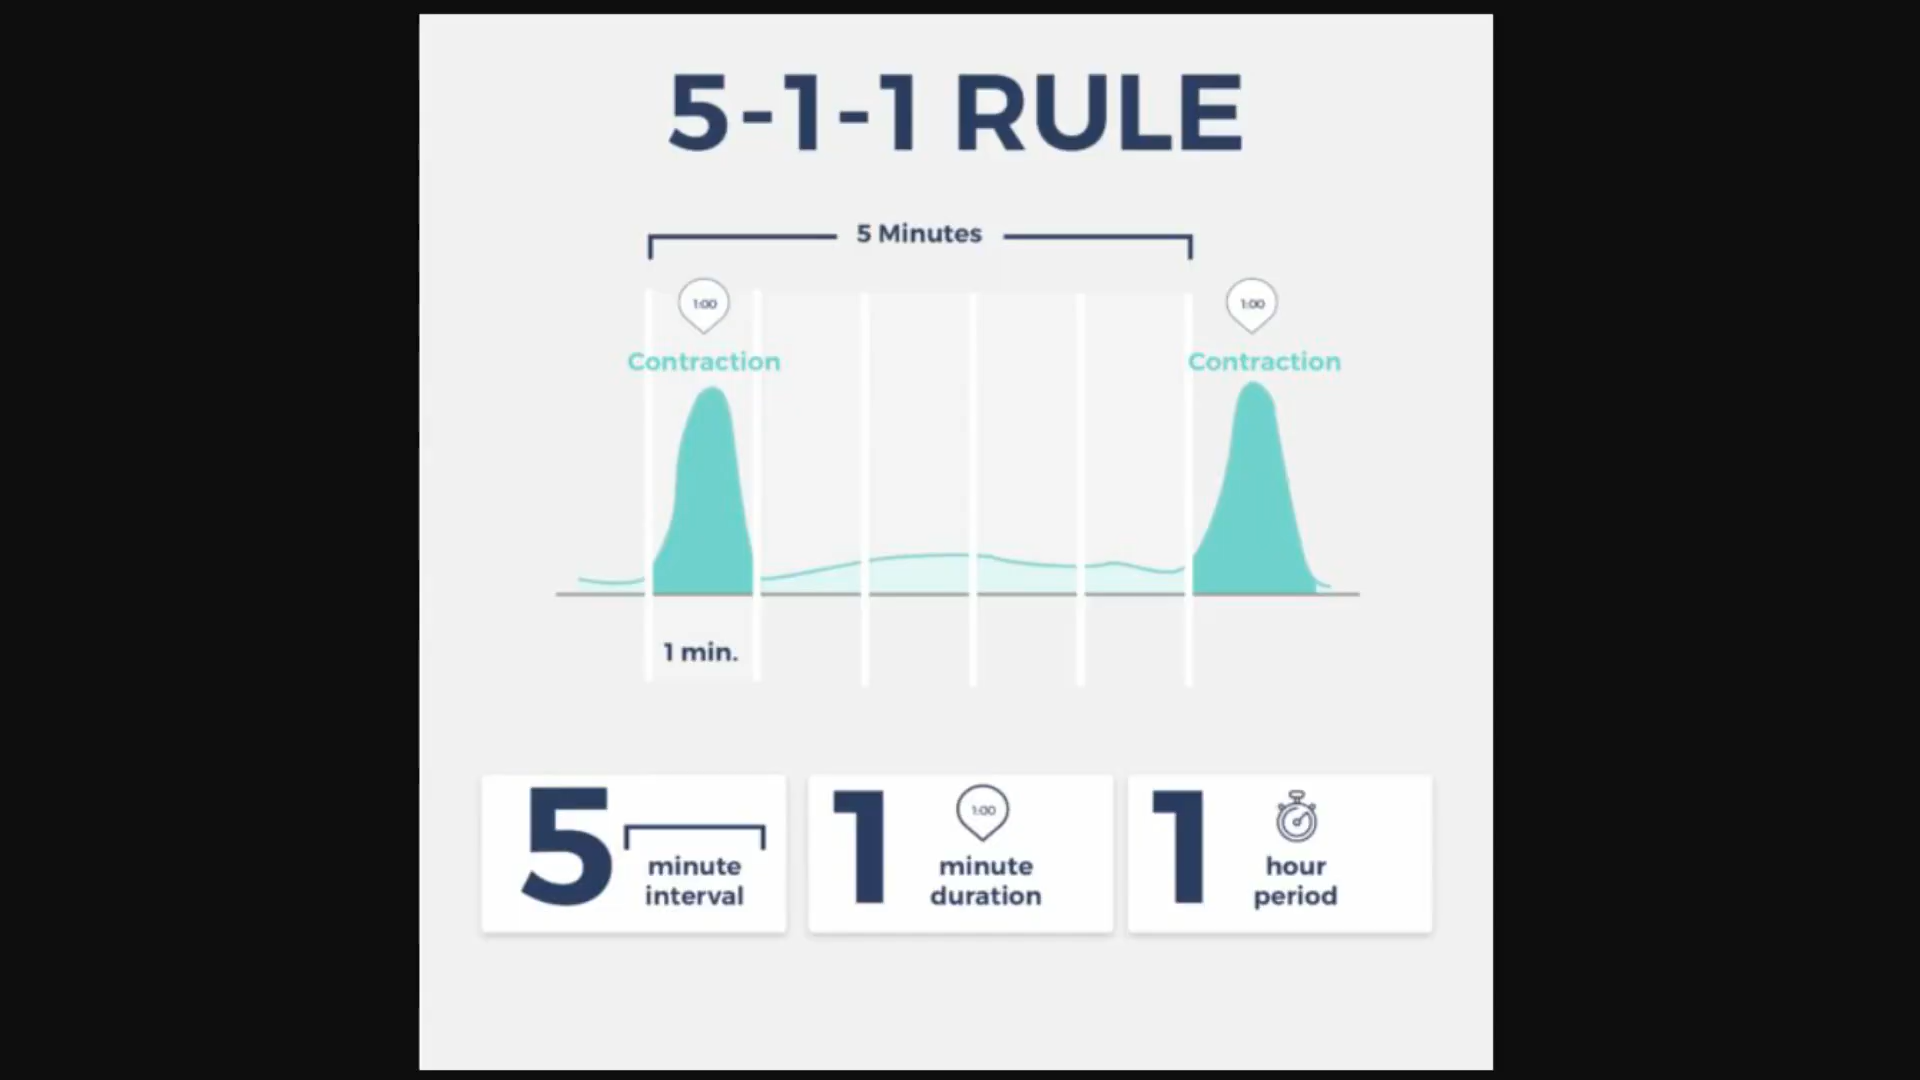 5-1-1 RULE
5 Minutes
1:00
1:00
Contraction
Contraction
1 min.
5
minute
interval
1
1:00
minute
duration
1
hour
period